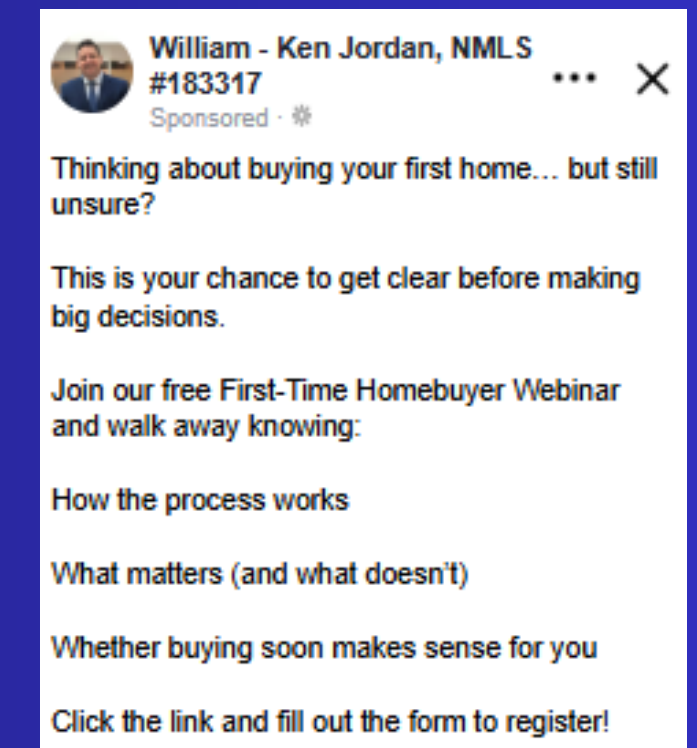 William - Ken Jordan, NMLS
#183317
Sponsored ·
Thinking about buying your first home... but still
unsure?
This is your chance to get clear before making
big decisions.
Join our free First-Time Homebuyer Webinar
and walk away knowing:
How the process works
What matters (and what doesn't)
Whether buying soon makes sense for you
Click the link and fill out the form to register!